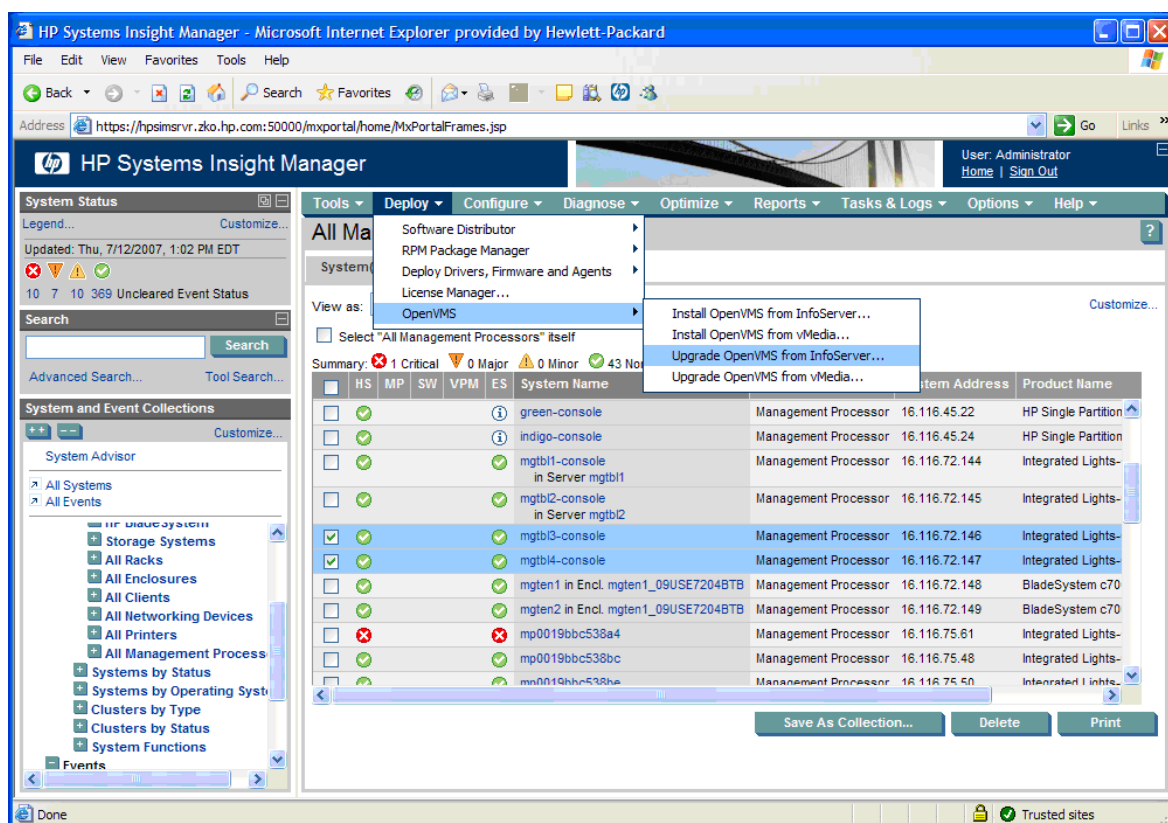 HP Systems Insight Manager - Microsoft Internet Explorer provided by Hewlett-Packard
File Edit View Favorites Tools Help
Back Search Favorites
Address https://hpsimsrvr.zko.hp.com:50000/mxportal/home/MxPortalFrames.jsp Go Links »
hp HP Systems Insight Manager
User: Administrator
Home | Sign Out
System Status
Legend... Customize...
Updated: Thu, 7/12/2007, 1:02 PM EDT
10 7 10 369 Uncleared Event Status
Search
Search
Advanced Search... Tool Search...
System and Event Collections
Customize...
System Advisor
All Systems
All Events
HP BladeSystem
Storage Systems
All Racks
All Enclosures
All Clients
All Networking Devices
All Printers
All Management Process
Systems by Status
Systems by Operating Syst
Clusters by Type
Clusters by Status
System Functions
Events
Tools Deploy Configure Diagnose Optimize Reports Tasks & Logs Options Help
All Ma
?
Software Distributor
RPM Package Manager
Deploy Drivers, Firmware and Agents
License Manager...
OpenVMS
Install OpenVMS from InfoServer...
Install OpenVMS from vMedia...
Upgrade OpenVMS from InfoServer...
Upgrade OpenVMS from vMedia...
System(
View as: Customize...
Select "All Management Processors" itself
Summary: 1 Critical 0 Major 0 Minor 43 Nor
HS MP SW VPM ES System Name stem Address Product Name
green-console Management Processor 16.116.45.22 HP Single Partition
indigo-console Management Processor 16.116.45.24 HP Single Partition
mgtbl1-console Management Processor 16.116.72.144 Integrated Lights-
in Server mgtbl1
mgtbl2-console Management Processor 16.116.72.145 Integrated Lights-
in Server mgtbl2
mgtbl3-console Management Processor 16.116.72.146 Integrated Lights-
mgtbl4-console Management Processor 16.116.72.147 Integrated Lights-
mgten1 in Encl. mgten1_09USE7204BTB Management Processor 16.116.72.148 BladeSystem c70
mgten2 in Encl. mgten1_09USE7204BTB Management Processor 16.116.72.149 BladeSystem c70
mp0019bbc538a4 Management Processor 16.116.75.61 Integrated Lights-
mp0019bbc538bc Management Processor 16.116.75.48 Integrated Lights-
mp0019bbc538be Management Processor 16.116.75.50 Integrated Lights-
Save As Collection... Delete Print
Done Trusted sites